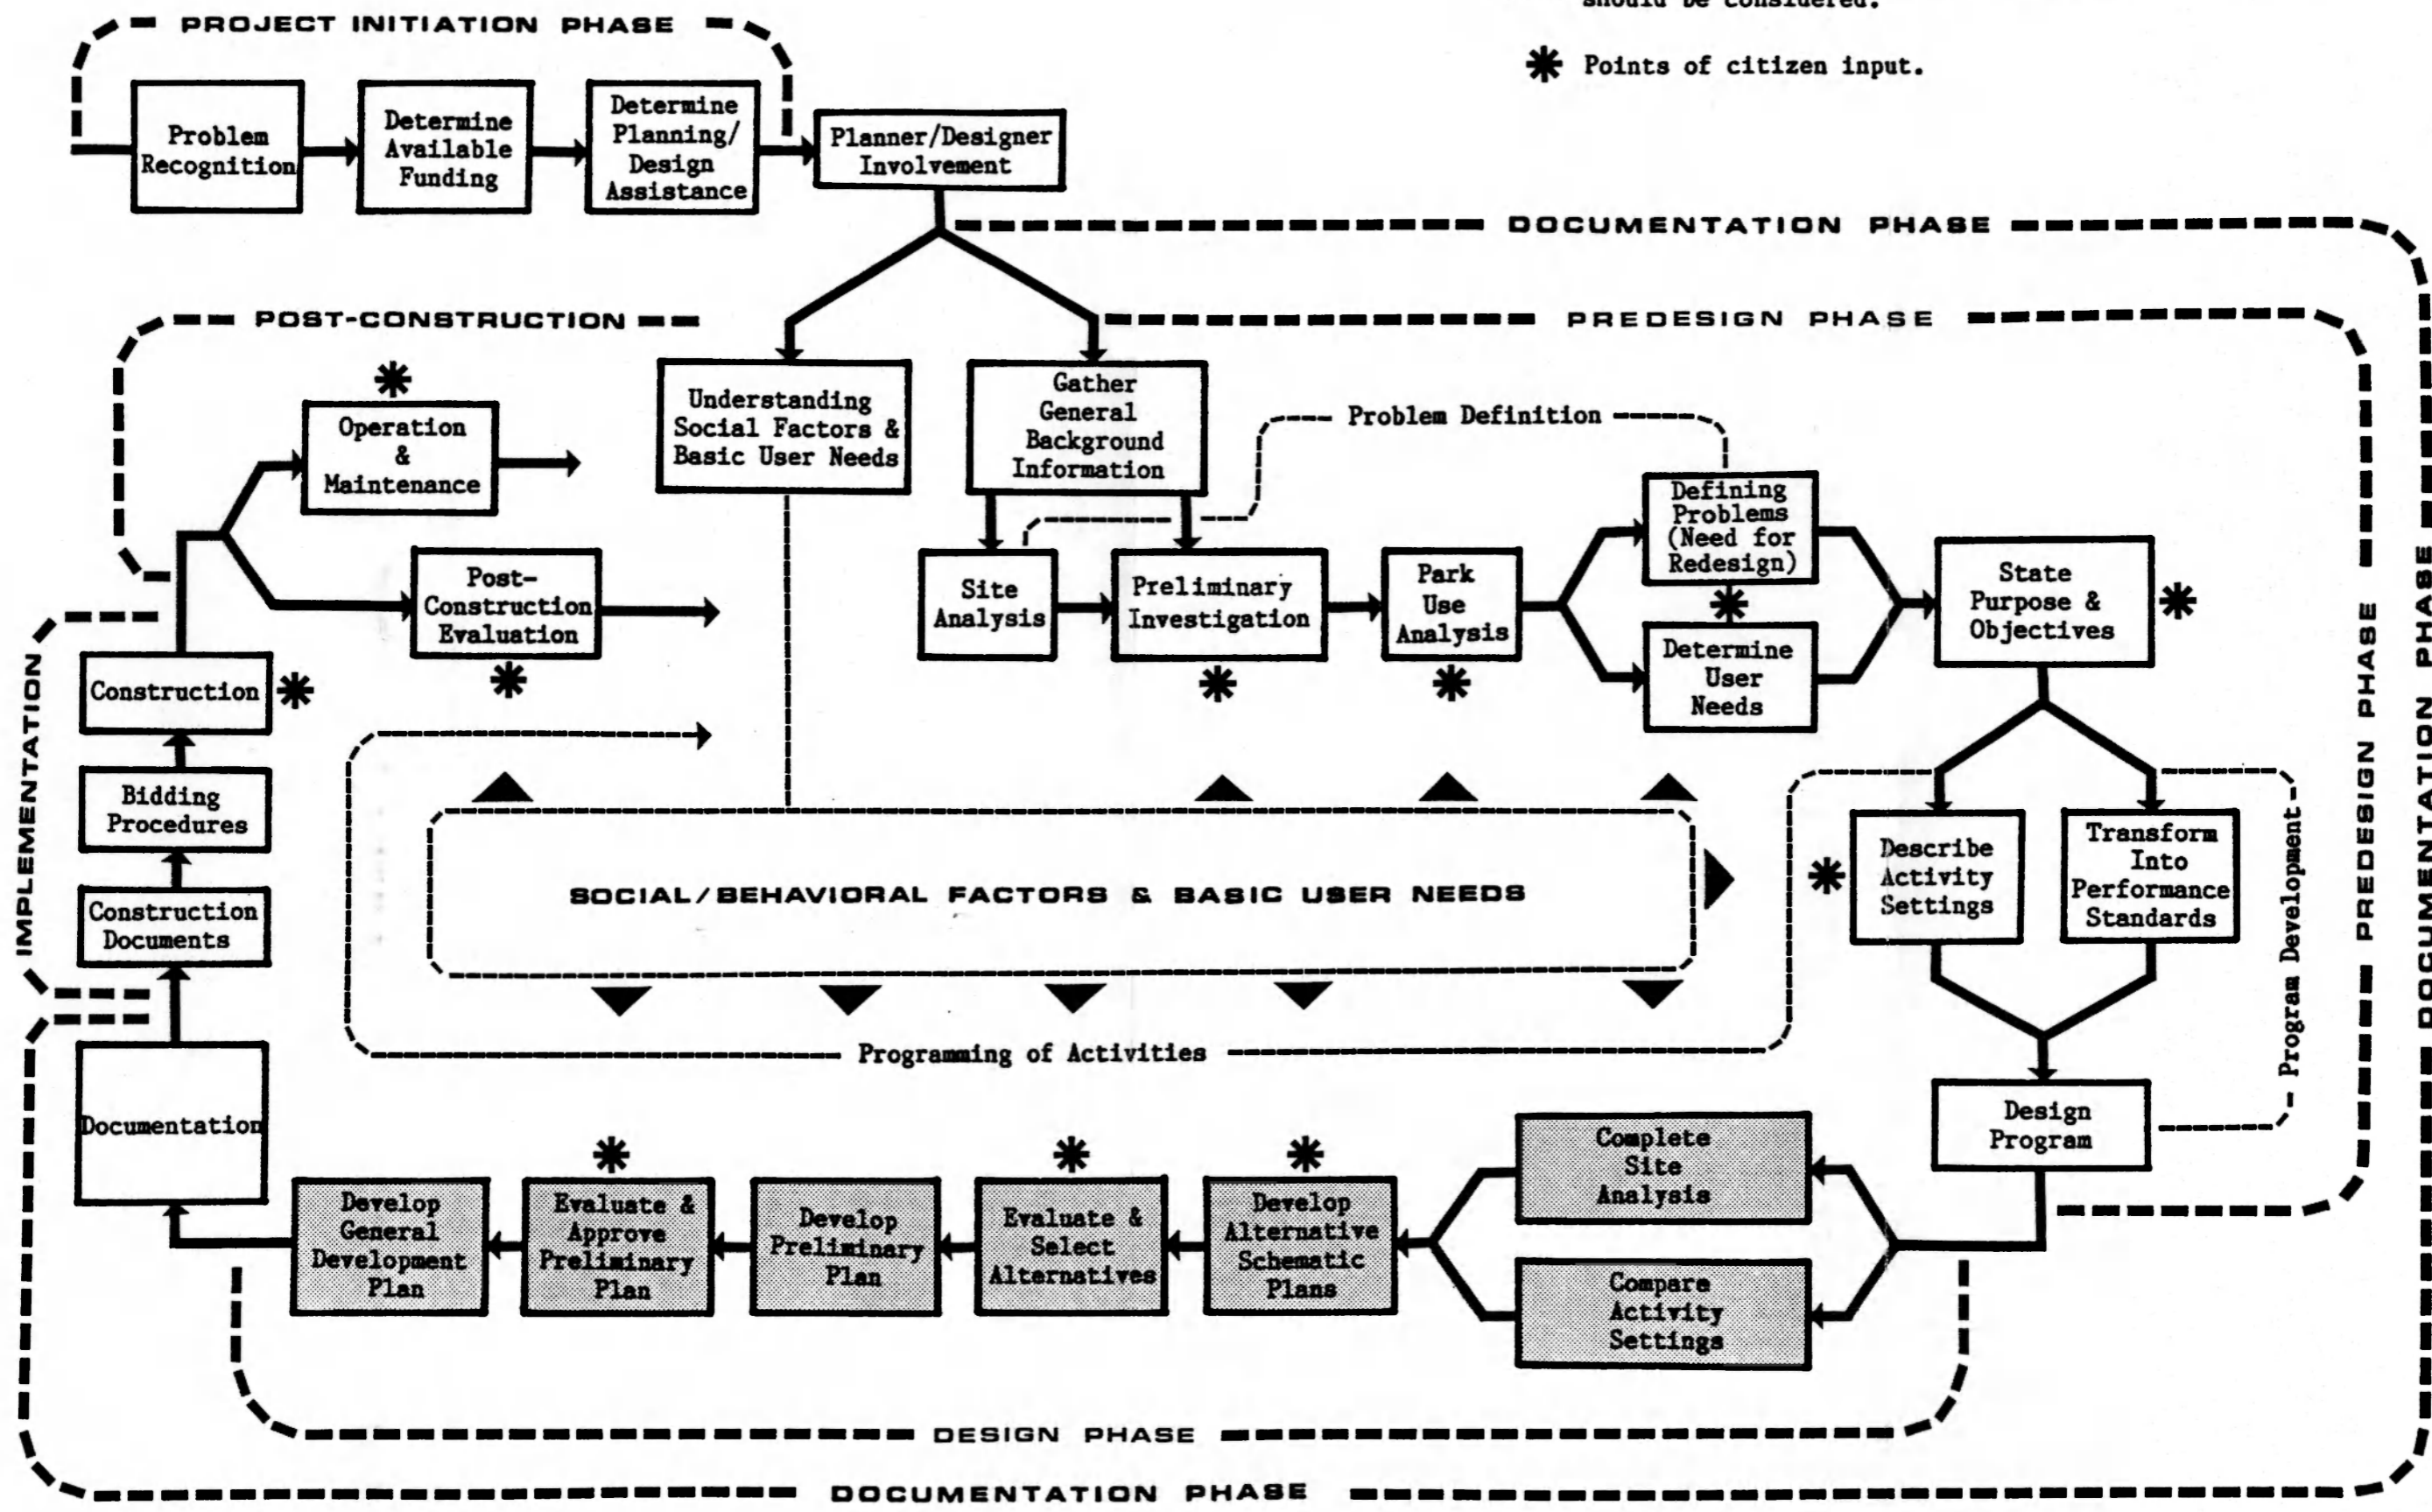 should be considered.
✱ Points of citizen input.
PROJECT INITIATION PHASE
Problem
Recognition
Determine
Available
Funding
Determine
Planning/
Design
Assistance
Planner/Designer
Involvement
DOCUMENTATION PHASE
POST-CONSTRUCTION
PREDESIGN PHASE
Operation
&
Maintenance
Understanding
Social Factors &
Basic User Needs
Gather
General
Background
Information
Problem Definition
Post-
Construction
Evaluation
Site
Analysis
Preliminary
Investigation
Park
Use
Analysis
Defining
Problems
(Need for
Redesign)
Determine
User
Needs
State
Purpose &
Objectives
PREDESIGN PHASE
PREDESIGN PHASE
DOCUMENTATION PHASE
DOCUMENTATION PHASE
IMPLEMENTATION
Construction
Bidding
Procedures
Construction
Documents
SOCIAL/BEHAVIORAL FACTORS & BASIC USER NEEDS
Describe
Activity
Settings
Transform
Into
Performance
Standards
Program Development
Programming of Activities
Documentation
Design
Program
Develop
General
Development
Plan
Evaluate &
Approve
Preliminary
Plan
Develop
Preliminary
Plan
Evaluate &
Select
Alternatives
Develop
Alternative
Schematic
Plans
Complete
Site
Analysis
Compare
Activity
Settings
DESIGN PHASE
DOCUMENTATION PHASE